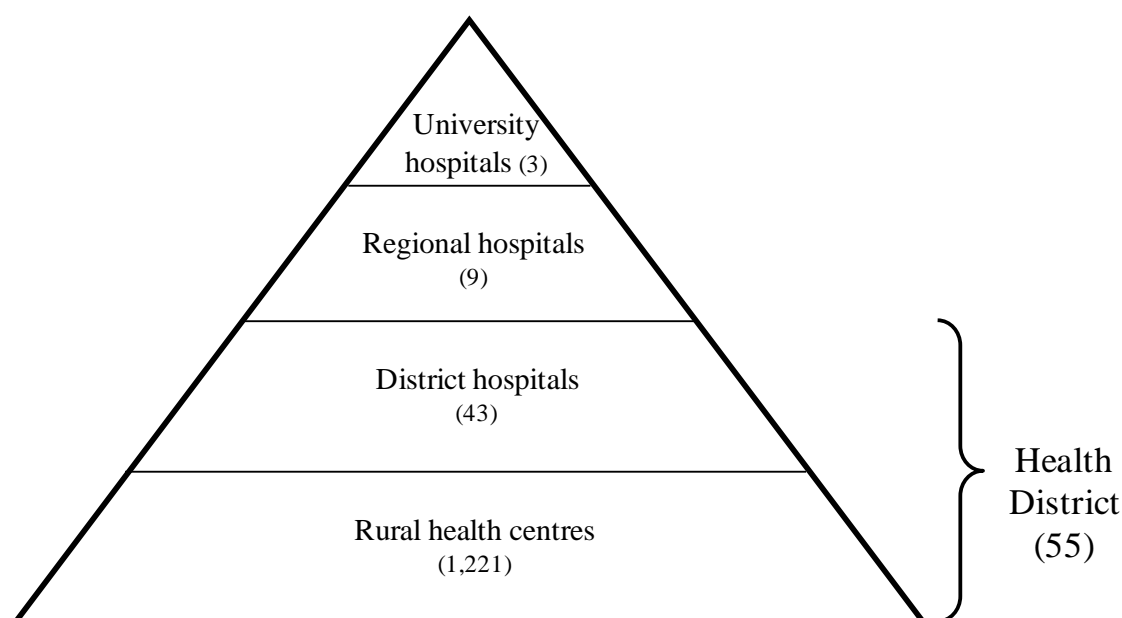 University
hospitals (3)
Regional hospitals
(9)
District hospitals
(43)
Rural health centres
(1,221)
Health
District
(55)